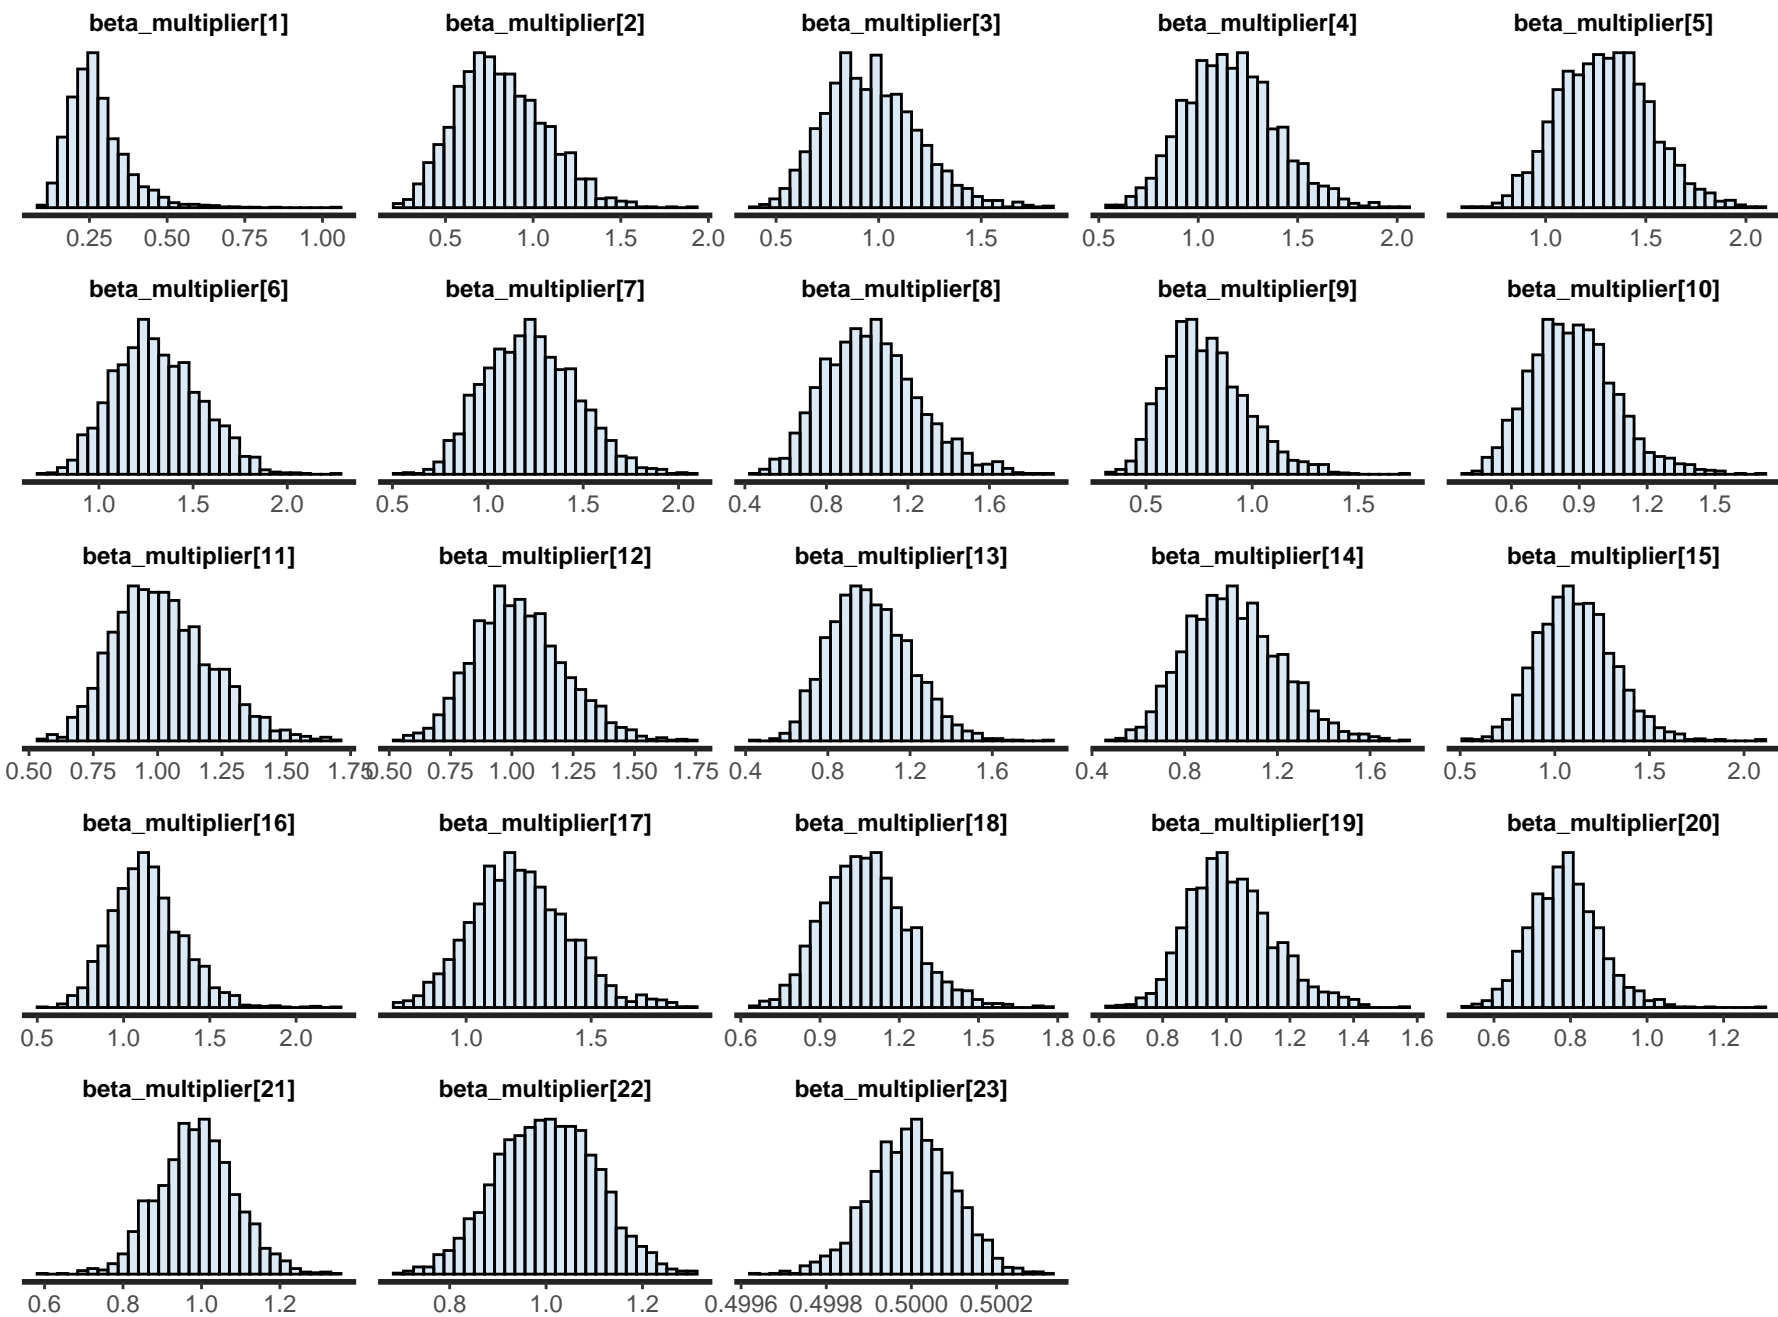 beta_multiplier[1] beta_multiplier[2] beta_multiplier[3] beta_multiplier[4] beta_multiplier[5]
0.25 0.50 0.75 1.00 0.5 1.0 1.5 2.0 0.5 1.0 1.5 0.5 1.0 1.5 2.0 1.0 1.5 2.0
beta_multiplier[6] beta_multiplier[7] beta_multiplier[8] beta_multiplier[9] beta_multiplier[10]
1.0 1.5 2.0 0.5 1.0 1.5 2.0 0.4 0.8 1.2 1.6 0.5 1.0 1.5 0.6 0.9 1.2 1.5
beta_multiplier[11] beta_multiplier[12] beta_multiplier[13] beta_multiplier[14] beta_multiplier[15]
0.50 0.75 1.00 1.25 1.50 1.75 0.50 0.75 1.00 1.25 1.50 1.75 0.4 0.8 1.2 1.6 0.4 0.8 1.2 1.6 0.5 1.0 1.5 2.0
beta_multiplier[16] beta_multiplier[17] beta_multiplier[18] beta_multiplier[19] beta_multiplier[20]
0.5 1.0 1.5 2.0 1.0 1.5 0.6 0.9 1.2 1.5 1.8 0.6 0.8 1.0 1.2 1.4 1.6 0.6 0.8 1.0 1.2
beta_multiplier[21] beta_multiplier[22] beta_multiplier[23]
0.6 0.8 1.0 1.2 0.8 1.0 1.2 0.4996 0.4998 0.5000 0.5002